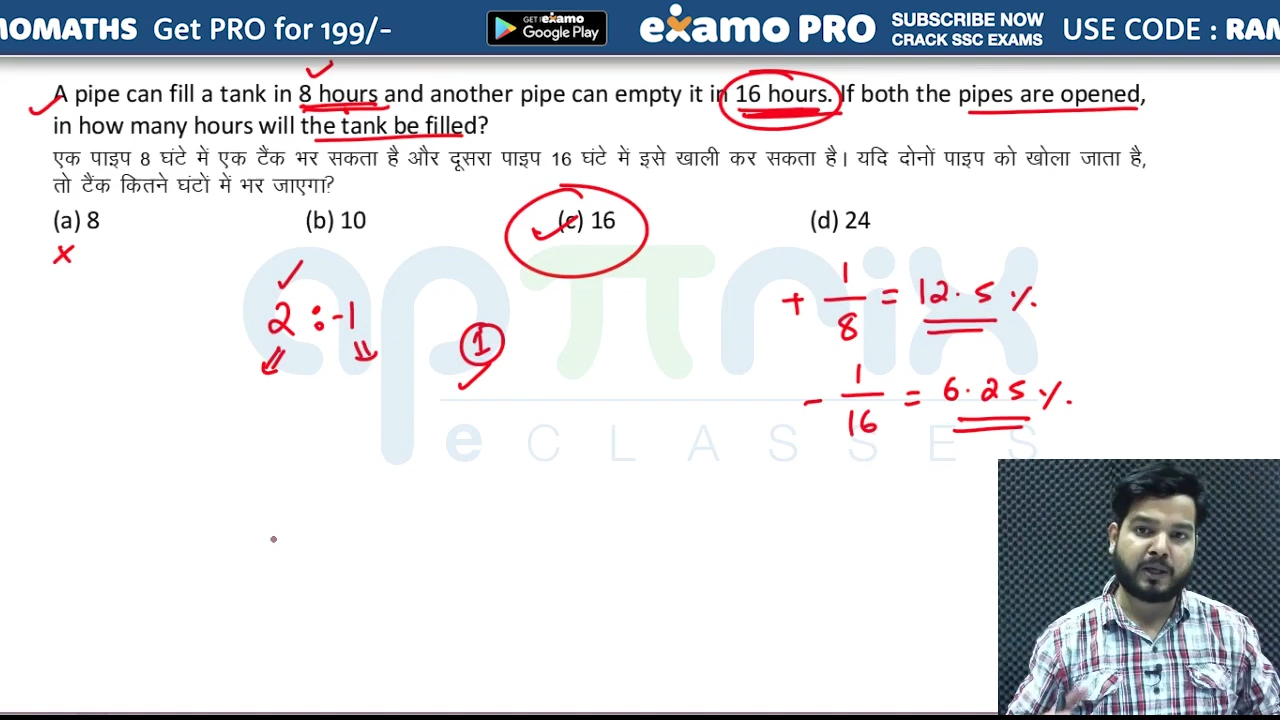 IOMATHS Get PRO for 199/- GET IT examo Google Play examo PRO SUBSCRIBE NOW CRACK SSC EXAMS USE CODE : RAM
A pipe can fill a tank in 8 hours and another pipe can empty it in 16 hours. If both the pipes are opened,
in how many hours will the tank be filled?
एक पाइप 8 घंटे में एक टैंक भर सकता है और दूसरा पाइप 16 घंटे में इसे खाली कर सकता है। यदि दोनों पाइप को खोला जाता है,
तो टैंक कितने घंटों में भर जाएगा?
(a) 8 (b) 10 (c) 16 (d) 24
2 : -1
1
+ 1/8 = 12.5 %
- 1/16 = 6.25 %
apπrix
e CLASSES